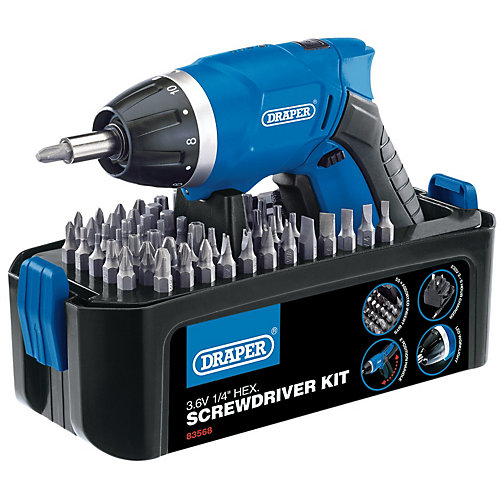 10
8
DRAPER
DRAPER
3.6V 1/4" HEX.
SCREWDRIVER KIT
83568